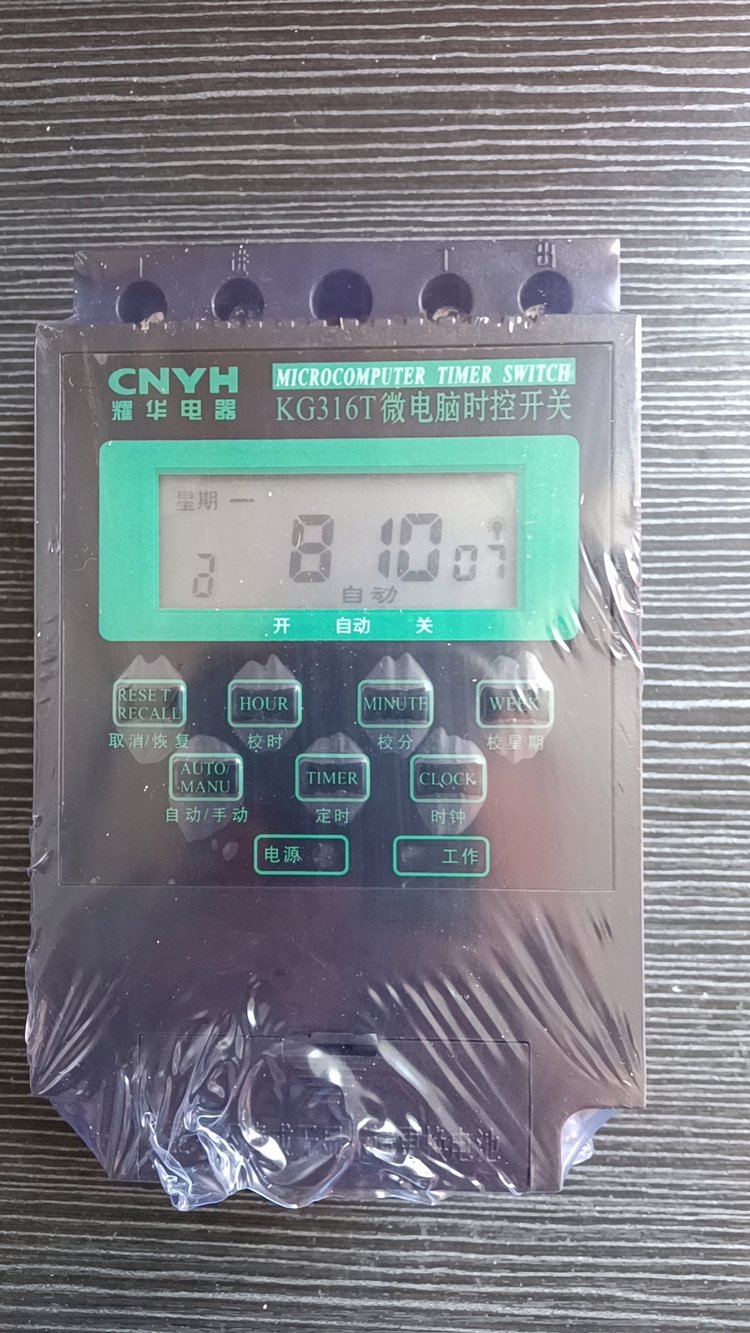 CNYH
耀华电器
MICROCOMPUTER TIMER SWITCH
KG316T微电脑时控开关
星期 一
8 10 07
自动
开 自动 关
RESET/
RECALL
HOUR
MINUTE
WEEK
取消/恢复
校时
校分
校星期
AUTO/
MANU
TIMER
CLOCK
自动/手动
定时
时钟
电源
工作
电池